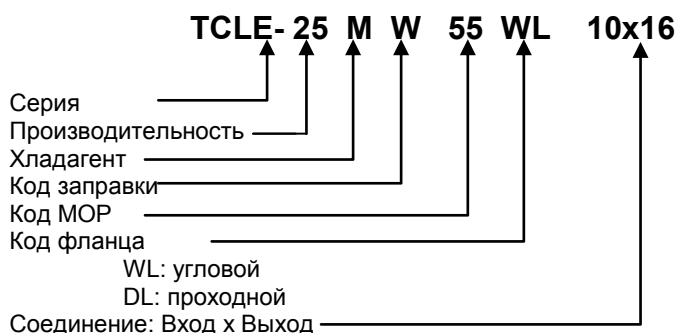 TCLE- 25 M W 55 WL 10x16
Серия
Производительность
Хладагент
Код заправки
Код МОР
Код фланца
WL: угловой
DL: проходной
Соединение: Вход х Выход